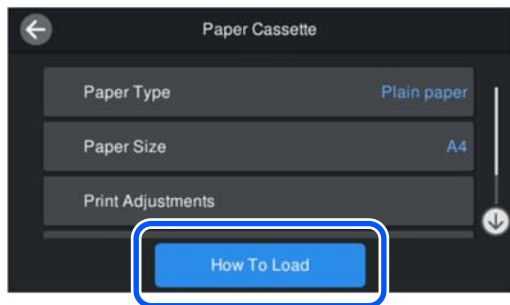 Paper Cassette
Paper Type Plain paper
Paper Size A4
Print Adjustments
How To Load